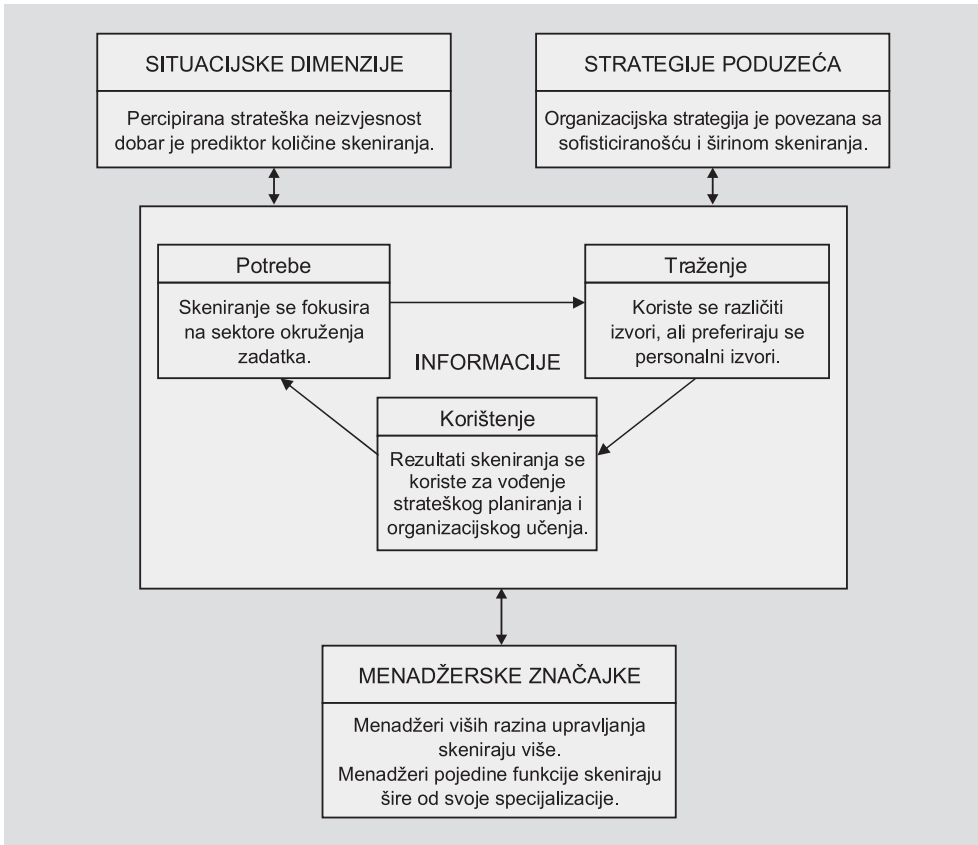 SITUACIJSKE DIMENZIJE
Percipirana strateška neizvjesnost
dobar je prediktor količine skeniranja.
STRATEGIJE PODUZEĆA
Organizacijska strategija je povezana sa
sofisticiranošću i širinom skeniranja.
Potrebe
Skeniranje se fokusira
na sektore okruženja
zadatka.
Traženje
Koriste se različiti
izvori, ali preferiraju se
personalni izvori.
INFORMACIJE
Korištenje
Rezultati skeniranja se
koriste za vođenje
strateškog planiranja i
organizacijskog učenja.
MENADŽERSKE ZNAČAJKE
Menadžeri viših razina upravljanja
skeniraju više.
Menadžeri pojedine funkcije skeniraju
šire od svoje specijalizacije.